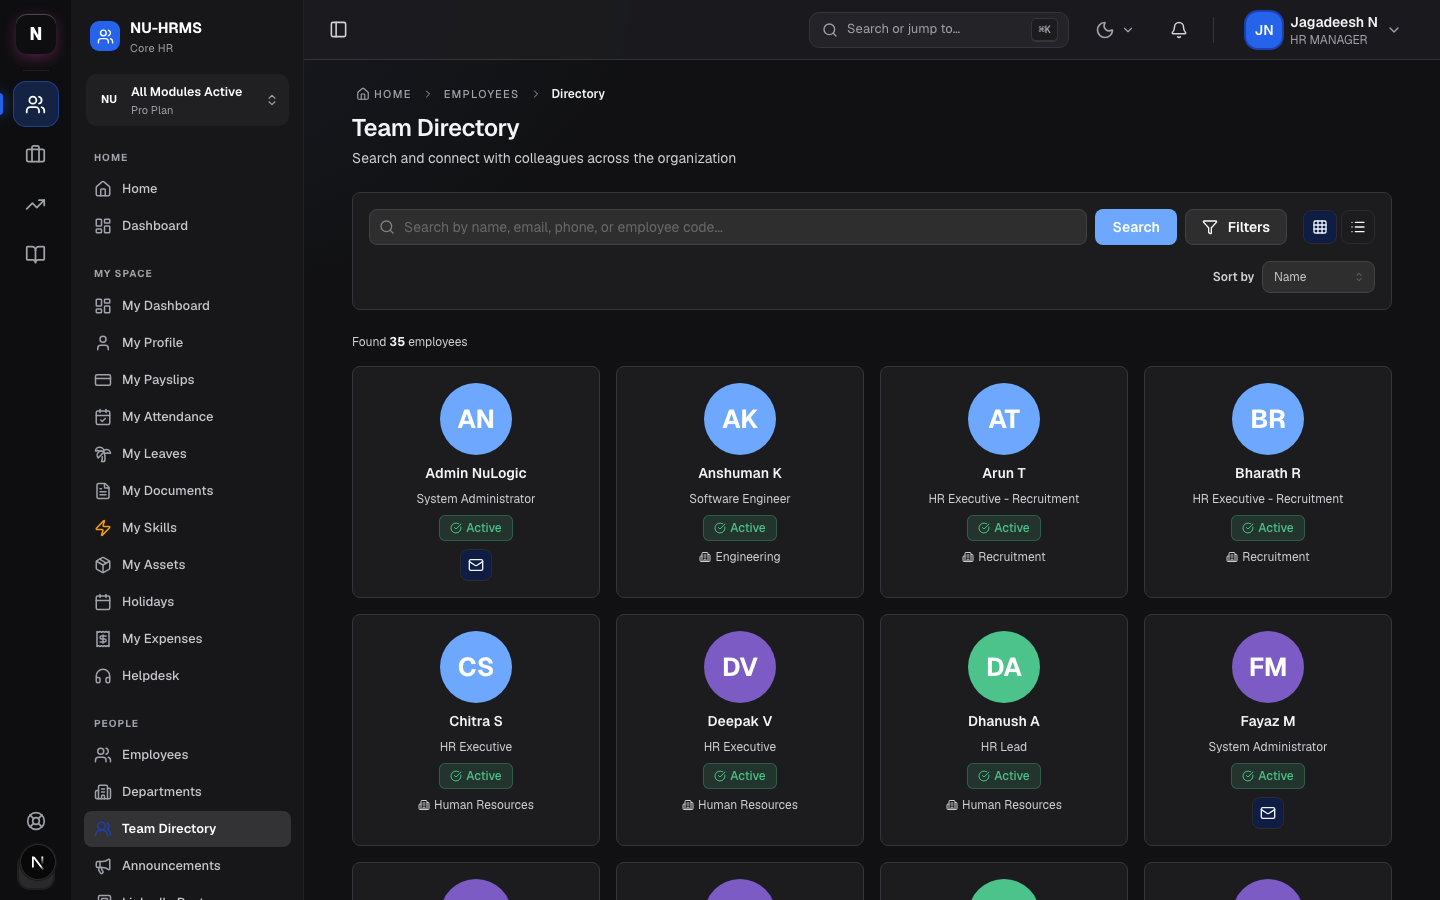 N
NU-HRMS
Core HR
NU
All Modules Active
Pro Plan
HOME
Home
Dashboard
MY SPACE
My Dashboard
My Profile
My Payslips
My Attendance
My Leaves
My Documents
My Skills
My Assets
Holidays
My Expenses
Helpdesk
PEOPLE
Employees
Departments
Team Directory
Announcements
N
Search or jump to...
⌘K
JN
Jagadeesh N
HR MANAGER
HOME
EMPLOYEES
Directory
Team Directory
Search and connect with colleagues across the organization
Search by name, email, phone, or employee code...
Search
Filters
Sort by
Name
Found 35 employees
AN
Admin NuLogic
System Administrator
Active
AK
Anshuman K
Software Engineer
Active
Engineering
AT
Arun T
HR Executive - Recruitment
Active
Recruitment
BR
Bharath R
HR Executive - Recruitment
Active
Recruitment
CS
Chitra S
HR Executive
Active
Human Resources
DV
Deepak V
HR Executive
Active
Human Resources
DA
Dhanush A
HR Lead
Active
Human Resources
FM
Fayaz M
System Administrator
Active